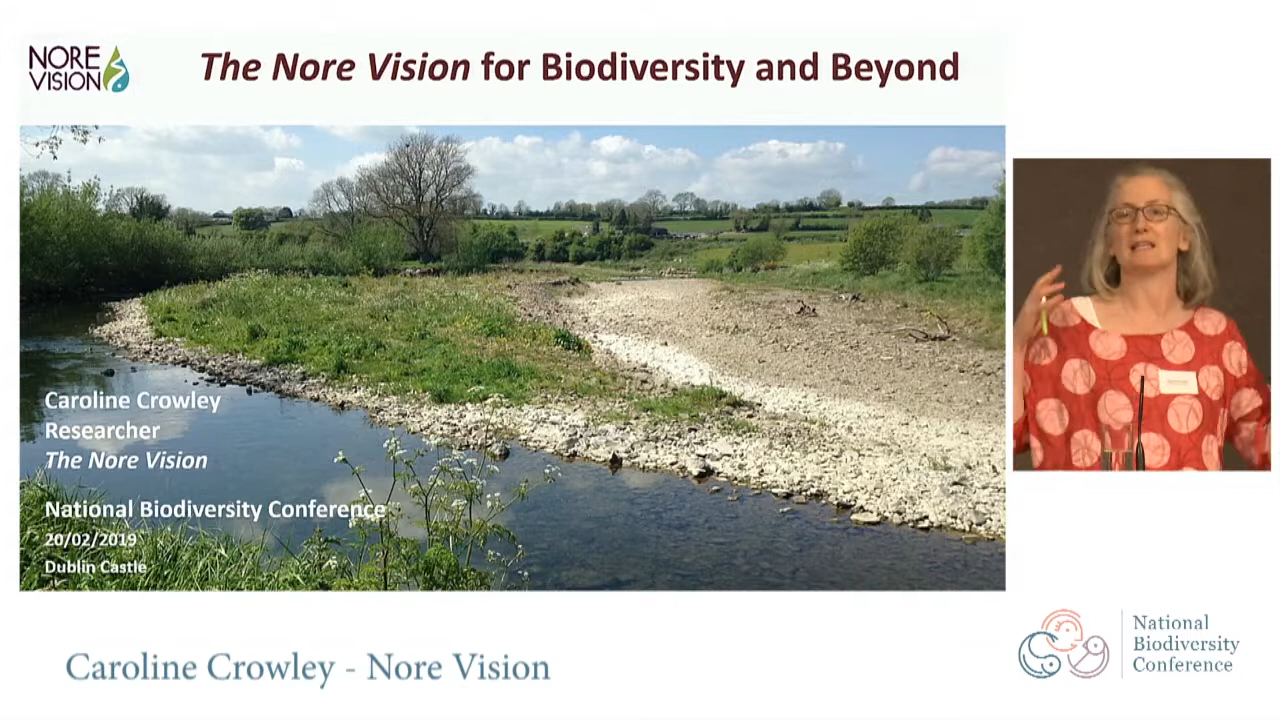 NORE
VISION
The Nore Vision for Biodiversity and Beyond
Caroline Crowley
Researcher
The Nore Vision
National Biodiversity Conference
20/02/2019
Dublin Castle
Caroline Crowley - Nore Vision
National
Biodiversity
Conference